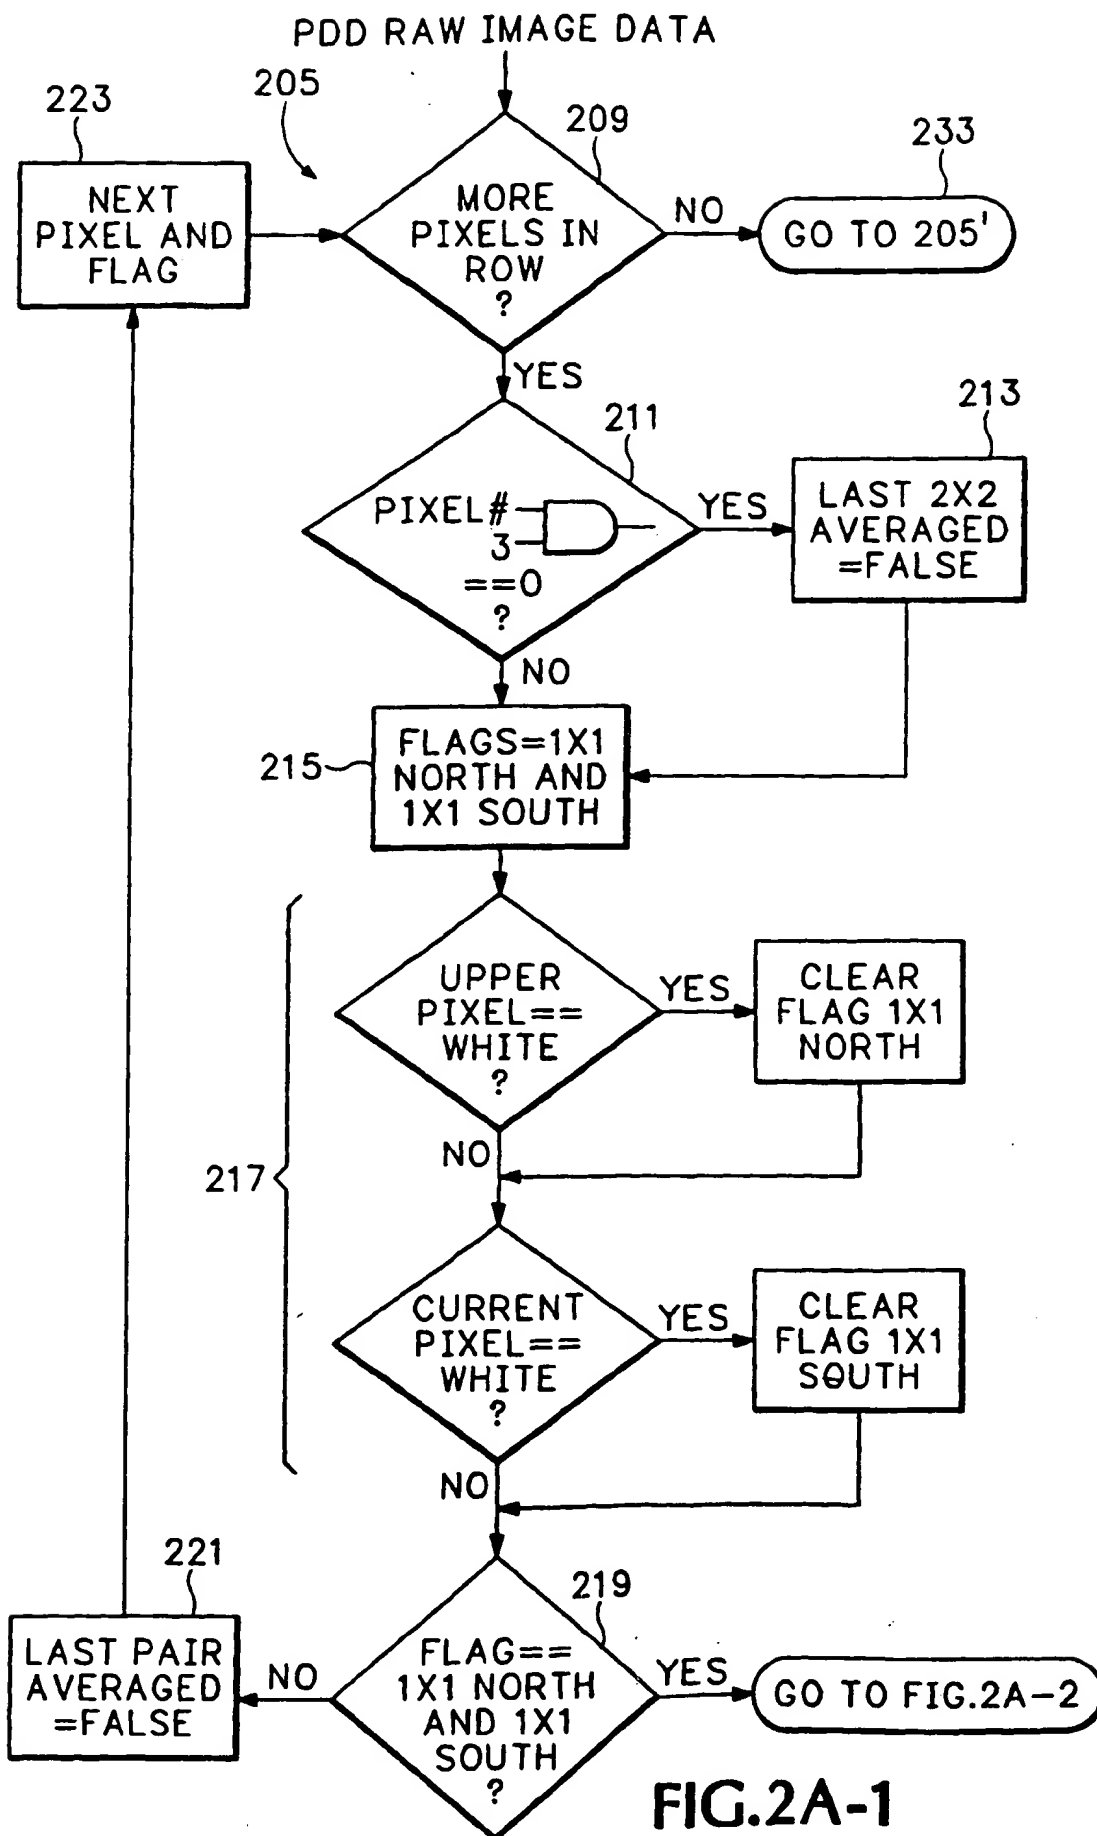 PDD RAW IMAGE DATA
223
205
209
233
NEXT
PIXEL AND
FLAG
MORE
PIXELS IN
ROW
?
NO
GO TO 205'
YES
211
213
PIXEL#
3
==0
?
YES
LAST 2X2
AVERAGED
=FALSE
NO
215
FLAGS=1X1
NORTH AND
1X1 SOUTH
UPPER
PIXEL==
WHITE
?
YES
CLEAR
FLAG 1X1
NORTH
NO
217
CURRENT
PIXEL==
WHITE
?
YES
CLEAR
FLAG 1X1
SOUTH
NO
221
219
LAST PAIR
AVERAGED
=FALSE
NO
FLAG==
1X1 NORTH
AND 1X1
SOUTH
?
YES
GO TO FIG.2A-2
FIG.2A-1